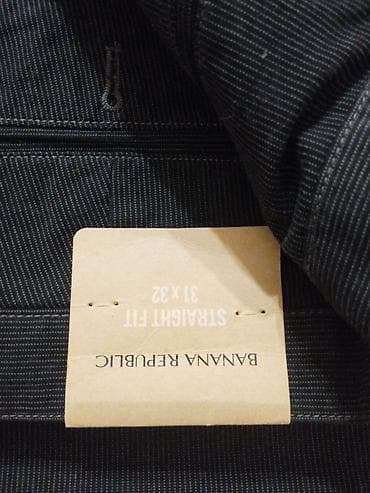 BANANA REPUBLIC
STRAIGHT FIT
31 x 32